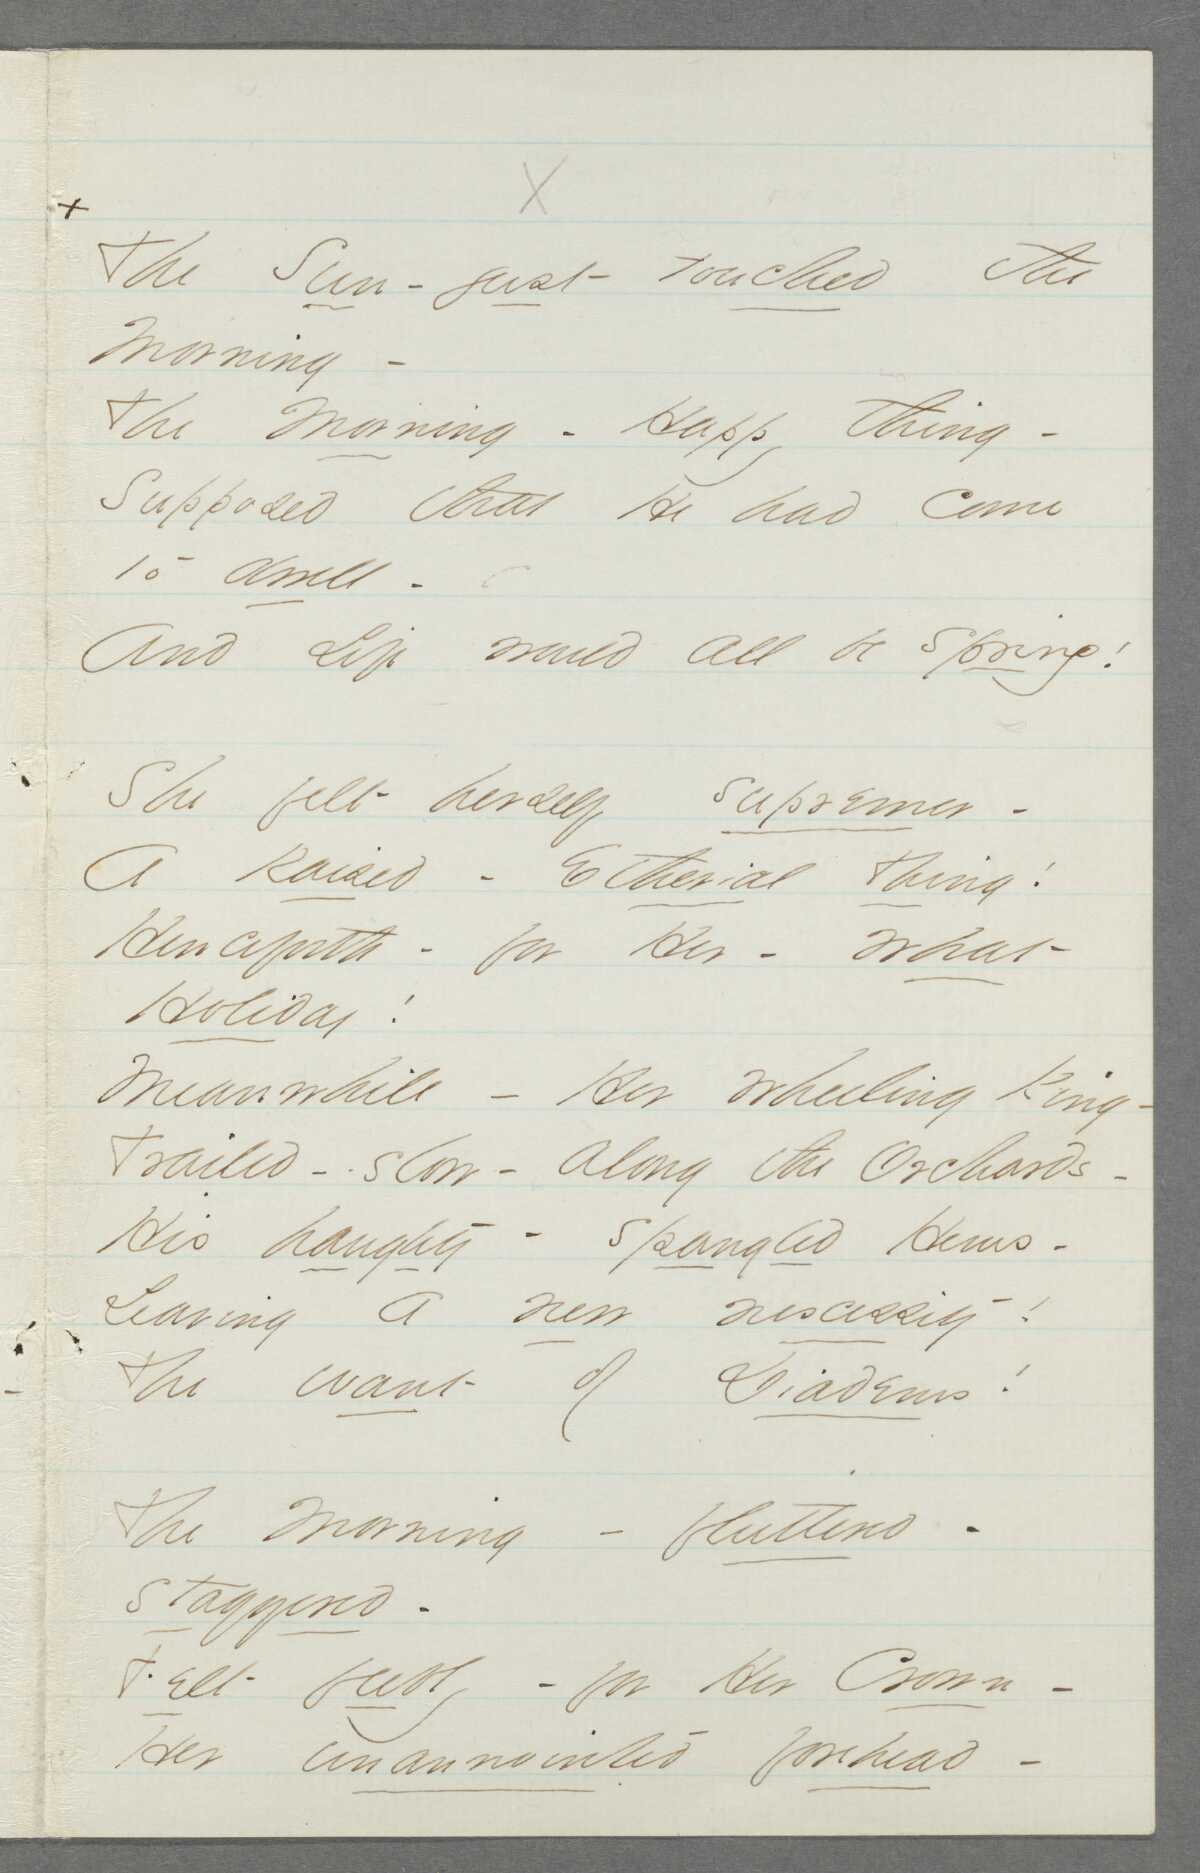 X
+
The Sun - just touched the
Morning -
The Morning - Happy thing -
Supposed that He had come
to dwell -
And Life would all be Spring!
She felt herself supremer -
A Raised - Etherial Thing!
Henceforth - for Her - What
Holiday!
Meanwhile - Her wheeling King -
Trailed - slow - along the Orchards -
His haughty - spangled Hems -
Leaving a new nescessity!
The want of Diadems!
The Morning - fluttered -
staggered -
Felt feebly - for Her Crown -
Her unannointed forehead -